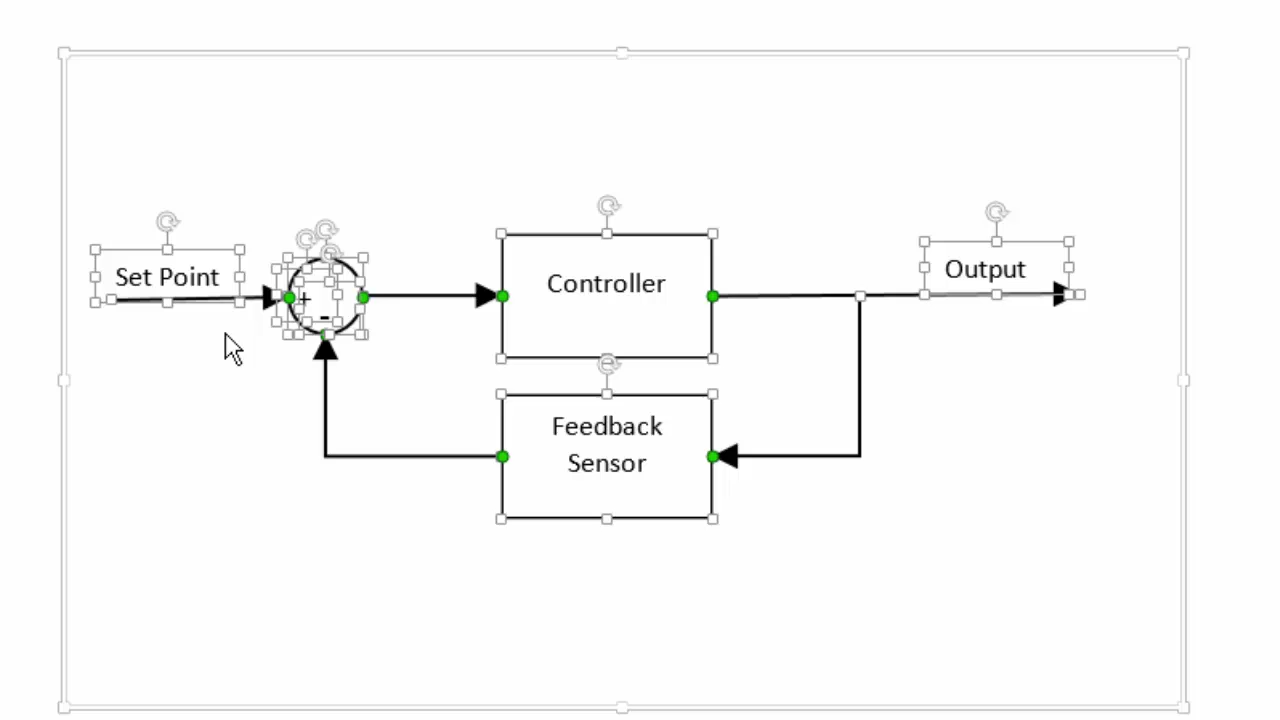 Set Point
+
-
Controller
Output
Feedback
Sensor